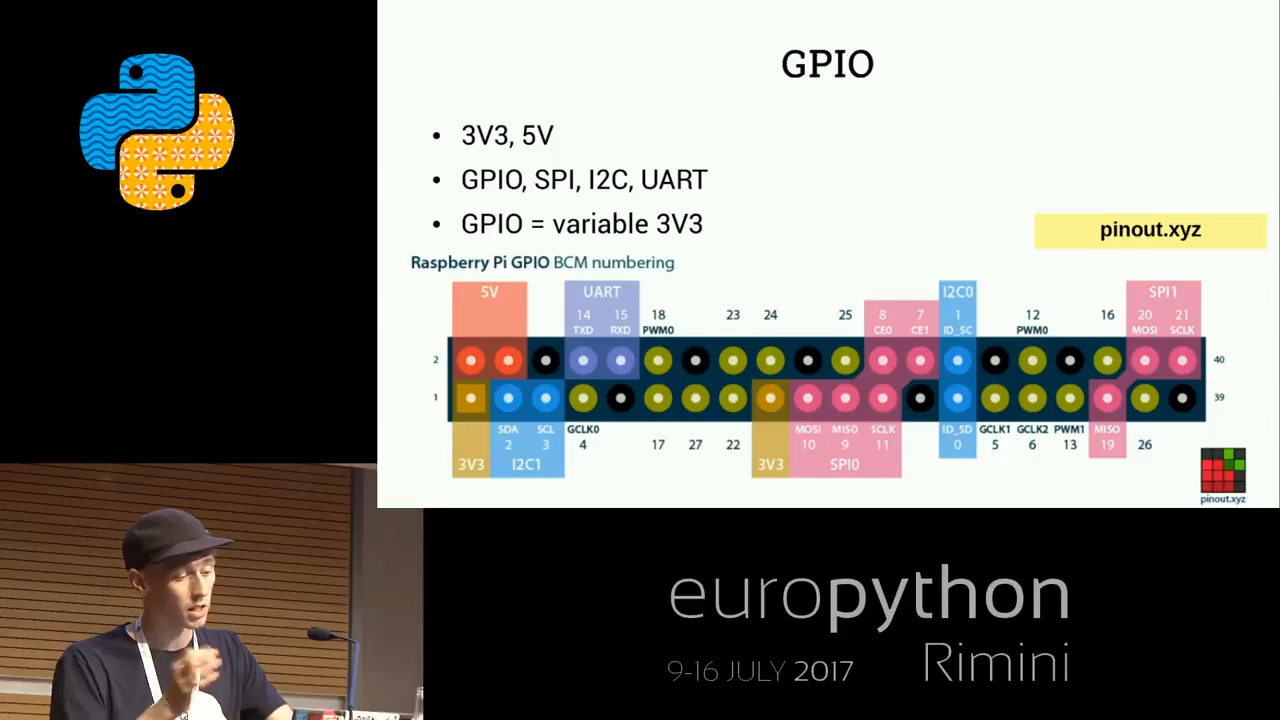 GPIO
• 3V3, 5V
• GPIO, SPI, I2C, UART
• GPIO = variable 3V3
pinout.xyz
Raspberry Pi GPIO BCM numbering
5V UART I2C0 SPI1
14 15 18 23 24 25 8 7 1 12 16 20 21
TXD RXD PWM0 CE0 CE1 ID_SC PWM0 MOSI SCLK
2 40
1 39
SDA SCL GCLK0 MOSI MISO SCLK ID_SD GCLK1 GCLK2 PWM1 MISO
2 3 4 17 27 22 10 9 11 0 5 6 13 19 26
3V3 I2C1 3V3 SPI0
pinout.xyz
europython
9-16 JULY 2017 Rimini